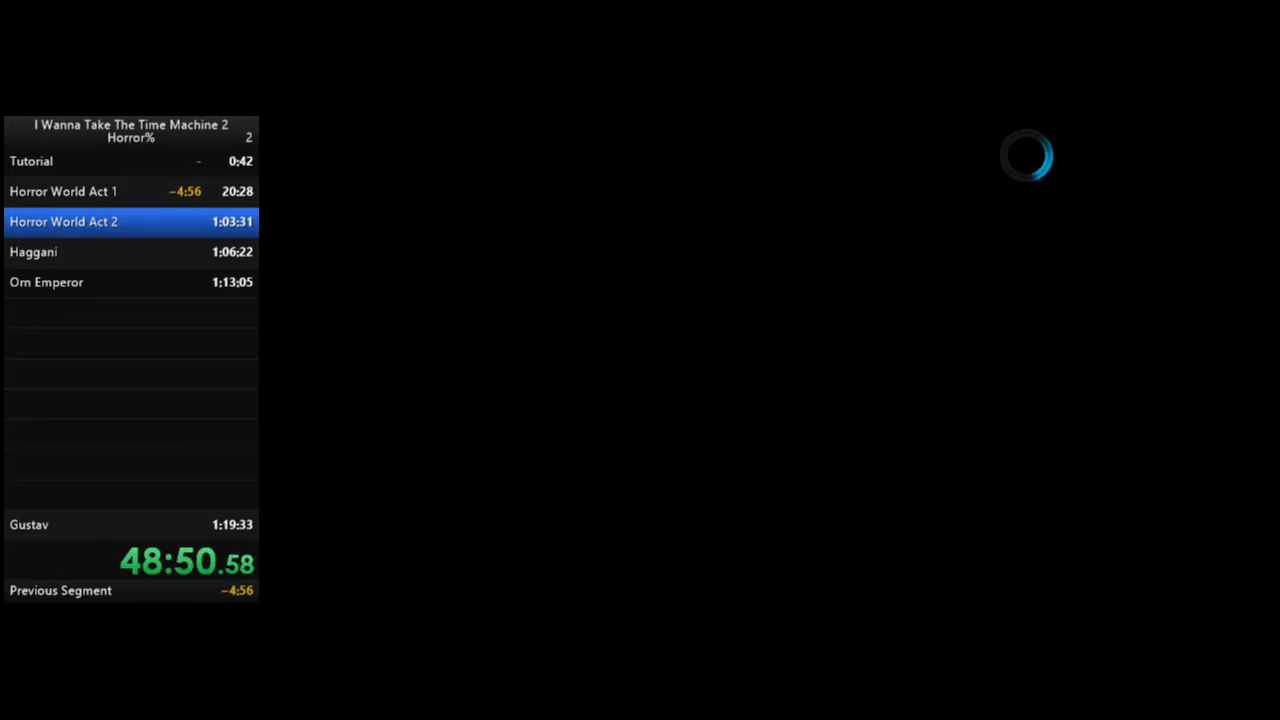 I Wanna Take The Time Machine 2
Horror% 2
Tutorial - 0:42
Horror World Act 1 −4:56 20:28
Horror World Act 2 1:03:31
Haggani 1:06:22
Orn Emperor 1:13:05
Gustav 1:19:33
48:50.58
Previous Segment −4:56